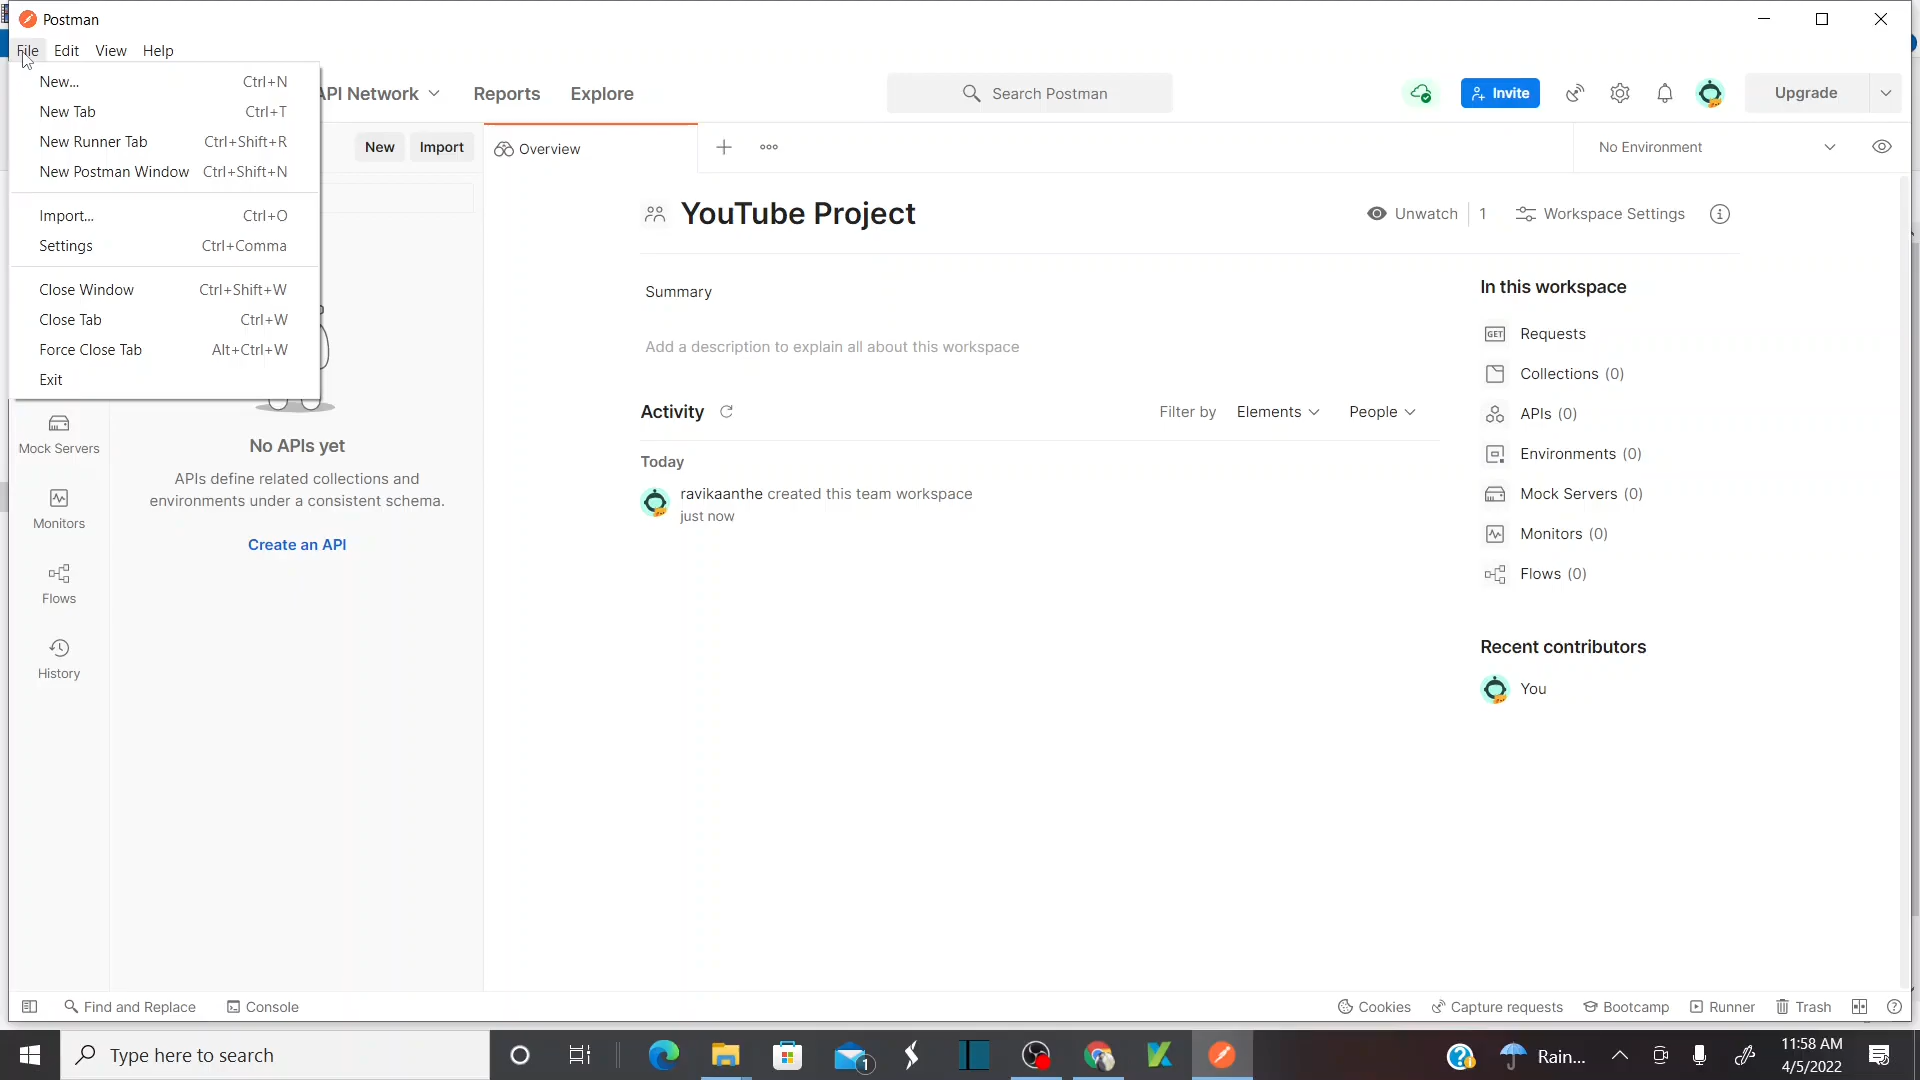 Postman
File Edit View Help
New... Ctrl+N
New Tab Ctrl+T
New Runner Tab Ctrl+Shift+R
New Postman Window Ctrl+Shift+N
Import... Ctrl+O
Settings Ctrl+Comma
Close Window Ctrl+Shift+W
Close Tab Ctrl+W
Force Close Tab Alt+Ctrl+W
Exit
API Network Reports Explore
Search Postman
Invite
Upgrade
New Import
Overview
No Environment
YouTube Project
Unwatch 1 Workspace Settings
Summary
Add a description to explain all about this workspace
Activity
Filter by Elements People
Today
ravikaanthe created this team workspace
just now
In this workspace
GET Requests
Collections (0)
APIs (0)
Environments (0)
Mock Servers (0)
Monitors (0)
Flows (0)
Recent contributors
You
Mock Servers
Monitors
Flows
History
No APIs yet
APIs define related collections and
environments under a consistent schema.
Create an API
Find and Replace Console
Cookies Capture requests Bootcamp Runner Trash
Type here to search
1
Rain...
11:58 AM
4/5/2022